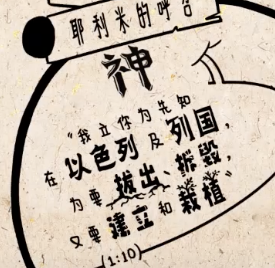 耶利米的呼召
神
"我立你为先知
在以色列及列国，
为要拔出、拆毁，
又要建立和栽植"
(1:10)